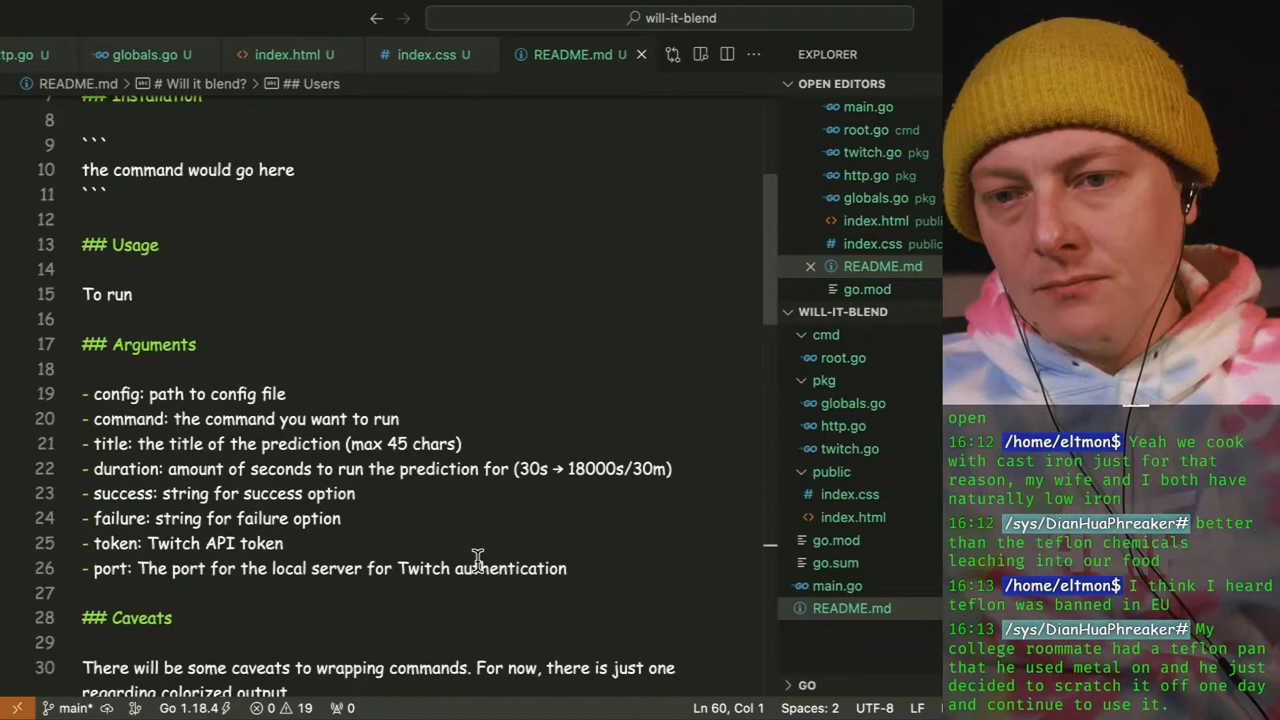 will-it-blend
tp.go U
globals.go U
index.html U
index.css U
README.md U
README.md > # Will it blend? > ## Users
7 ## Installation
8
9 ```
10 the command would go here
11 ```
12
13 ## Usage
14
15 To run
16
17 ## Arguments
18
19 - config: path to config file
20 - command: the command you want to run
21 - title: the title of the prediction (max 45 chars)
22 - duration: amount of seconds to run the prediction for (30s → 18000s/30m)
23 - success: string for success option
24 - failure: string for failure option
25 - token: Twitch API token
26 - port: The port for the local server for Twitch authentication
27
28 ## Caveats
29
30 There will be some caveats to wrapping commands. For now, there is just one
regarding colorized output
EXPLORER
OPEN EDITORS
main.go
root.go cmd
twitch.go pkg
http.go pkg
globals.go pkg
index.html public
index.css public
README.md
go.mod
WILL-IT-BLEND
cmd
root.go
pkg
globals.go
http.go
twitch.go
public
index.css
index.html
go.mod
go.sum
main.go
README.md
GO
main*
Go 1.18.4
0
19
0
Ln 60, Col 1
Spaces: 2
UTF-8
LF
open
16:12 /home/eltmon$ Yeah we cook
with cast iron just for that
reason, my wife and I both have
naturally low iron
16:12 /sys/DianHuaPhreaker# better
than the teflon chemicals
leaching into our food
16:13 /home/eltmon$ I think I heard
teflon was banned in EU
16:13 /sys/DianHuaPhreaker# My
college roommate had a teflon pan
that he used metal on and he just
decided to scratch it off one day
and continue to use it.